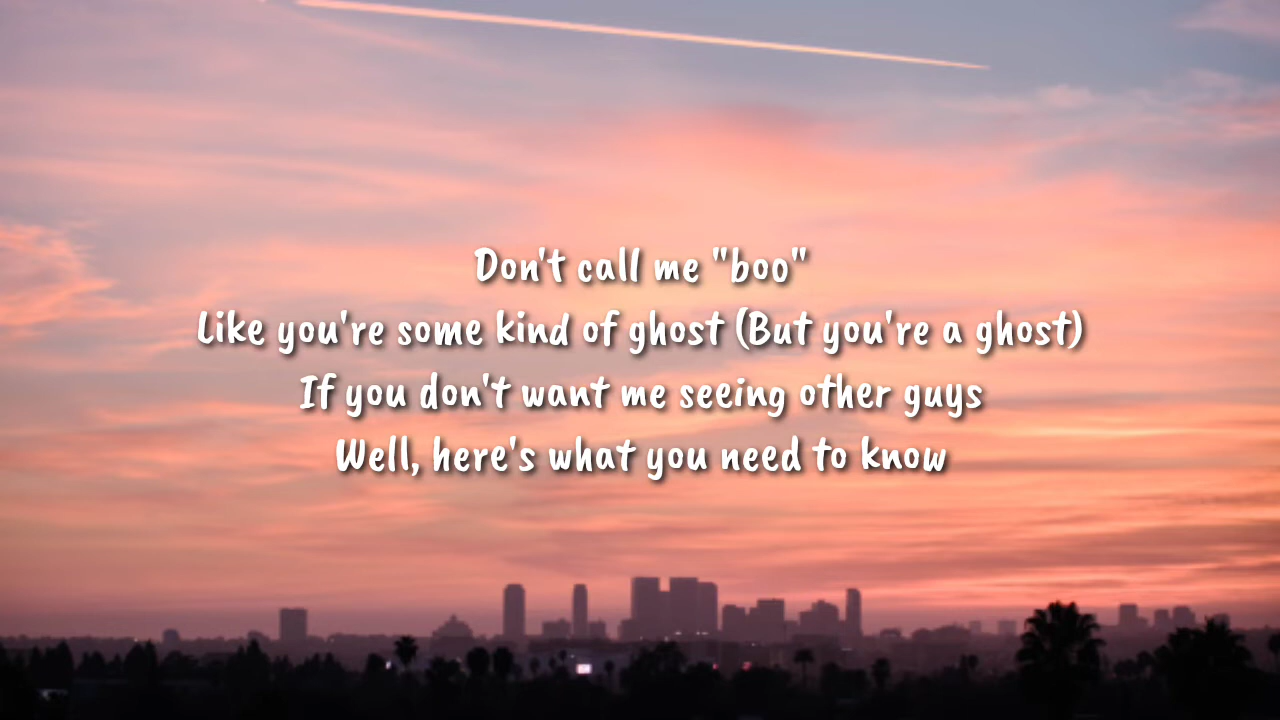 Don't call me "boo"
Like you're some kind of ghost (But you're a ghost)
If you don't want me seeing other guys
Well, here's what you need to know